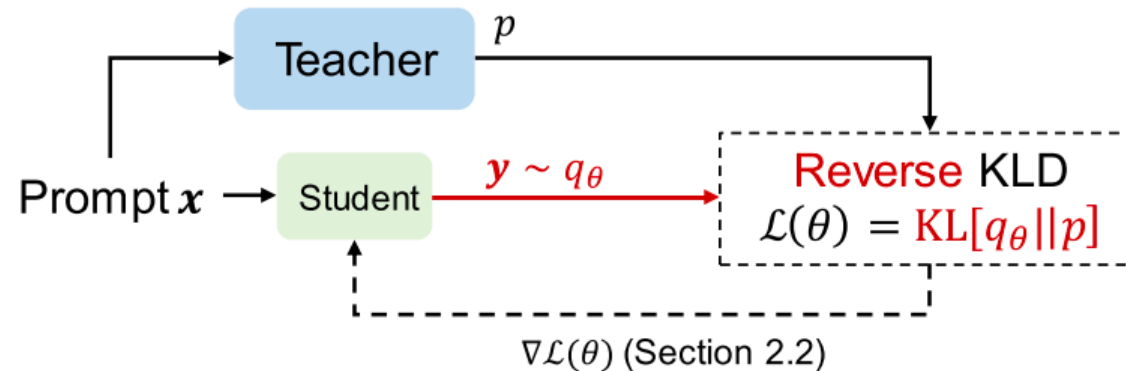 p
Teacher
Prompt x
Student
y ~ qθ
Reverse KLD
ℒ(θ) = KL[qθ||p]
∇ℒ(θ) (Section 2.2)